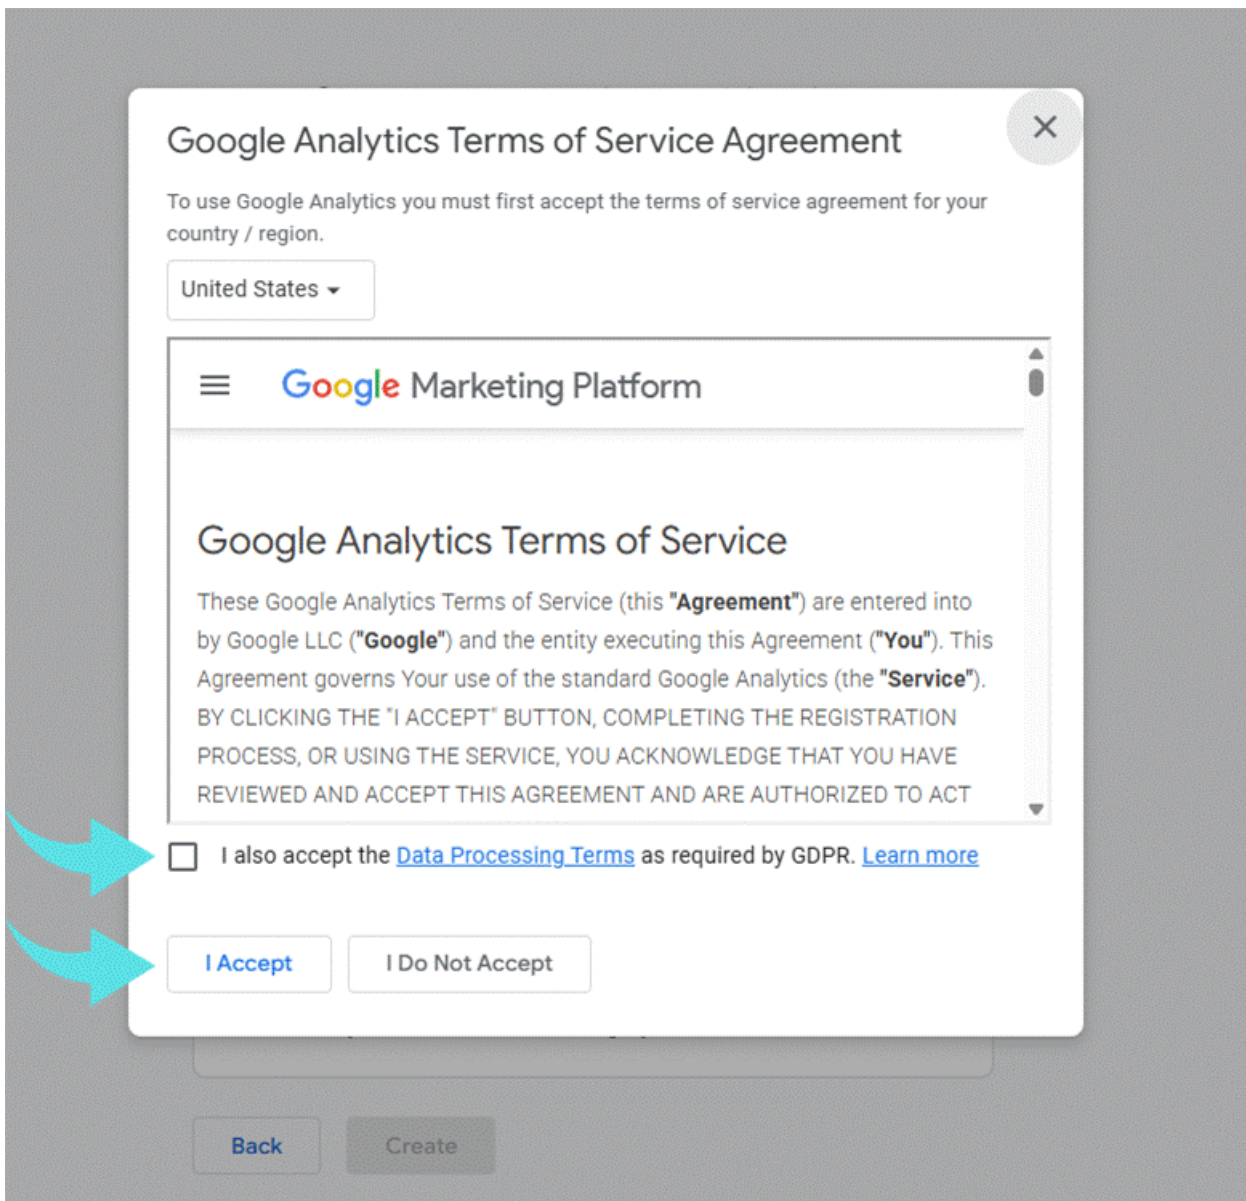 Google Analytics Terms of Service Agreement
To use Google Analytics you must first accept the terms of service agreement for your
country / region.
United States
Google Marketing Platform
Google Analytics Terms of Service
These Google Analytics Terms of Service (this "Agreement") are entered into
by Google LLC ("Google") and the entity executing this Agreement ("You"). This
Agreement governs Your use of the standard Google Analytics (the "Service").
BY CLICKING THE "I ACCEPT" BUTTON, COMPLETING THE REGISTRATION
PROCESS, OR USING THE SERVICE, YOU ACKNOWLEDGE THAT YOU HAVE
REVIEWED AND ACCEPT THIS AGREEMENT AND ARE AUTHORIZED TO ACT
I also accept the Data Processing Terms as required by GDPR. Learn more
I Accept I Do Not Accept
Back Create